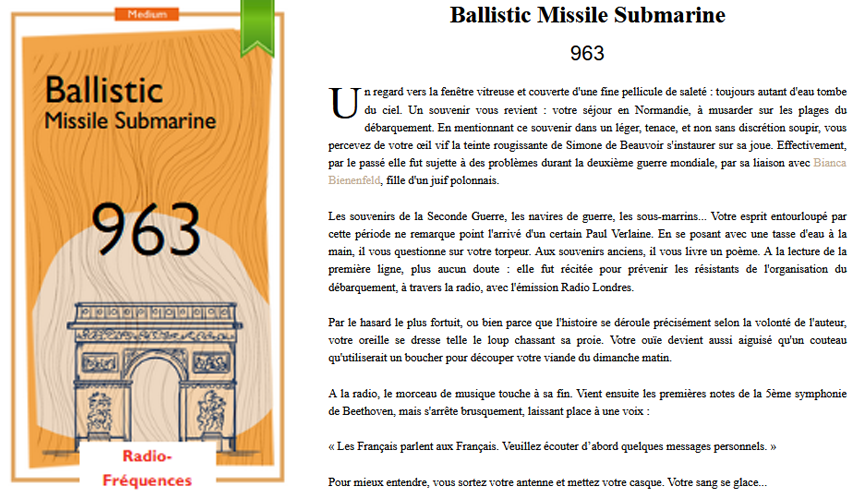 Medium
Ballistic
Missile Submarine
963
Radio-
Fréquences
Ballistic Missile Submarine
963
Un regard vers la fenêtre vitreuse et couverte d'une fine pellicule de saleté : toujours autant d'eau tombe
du ciel. Un souvenir vous revient : votre séjour en Normandie, à musarder sur les plages du
débarquement. En mentionnant ce souvenir dans un léger, tenace, et non sans discrétion soupir, vous
percevez de votre œil vif la teinte rougissante de Simone de Beauvoir s'instaurer sur sa joue. Effectivement,
par le passé elle fut sujette à des problèmes durant la deuxième guerre mondiale, par sa liaison avec Bianca
Bienenfeld, fille d'un juif polonnais.
Les souvenirs de la Seconde Guerre, les navires de guerre, les sous-marrins... Votre esprit entourloupé par
cette période ne remarque point l'arrivé d'un certain Paul Verlaine. En se posant avec une tasse d'eau à la
main, il vous questionne sur votre torpeur. Aux souvenirs anciens, il vous livre un poème. A la lecture de la
première ligne, plus aucun doute : elle fut récitée pour prévenir les résistants de l'organisation du
débarquement, à travers la radio, avec l'émission Radio Londres.
Par le hasard le plus fortuit, ou bien parce que l'histoire se déroule précisément selon la volonté de l'auteur,
votre oreille se dresse telle le loup chassant sa proie. Votre ouïe devient aussi aiguisé qu'un couteau
qu'utiliserait un boucher pour découper votre viande du dimanche matin.
A la radio, le morceau de musique touche à sa fin. Vient ensuite les premières notes de la 5ème symphonie
de Beethoven, mais s'arrête brusquement, laissant place à une voix :
« Les Français parlent aux Français. Veuillez écouter d'abord quelques messages personnels. »
Pour mieux entendre, vous sortez votre antenne et mettez votre casque. Votre sang se glace...